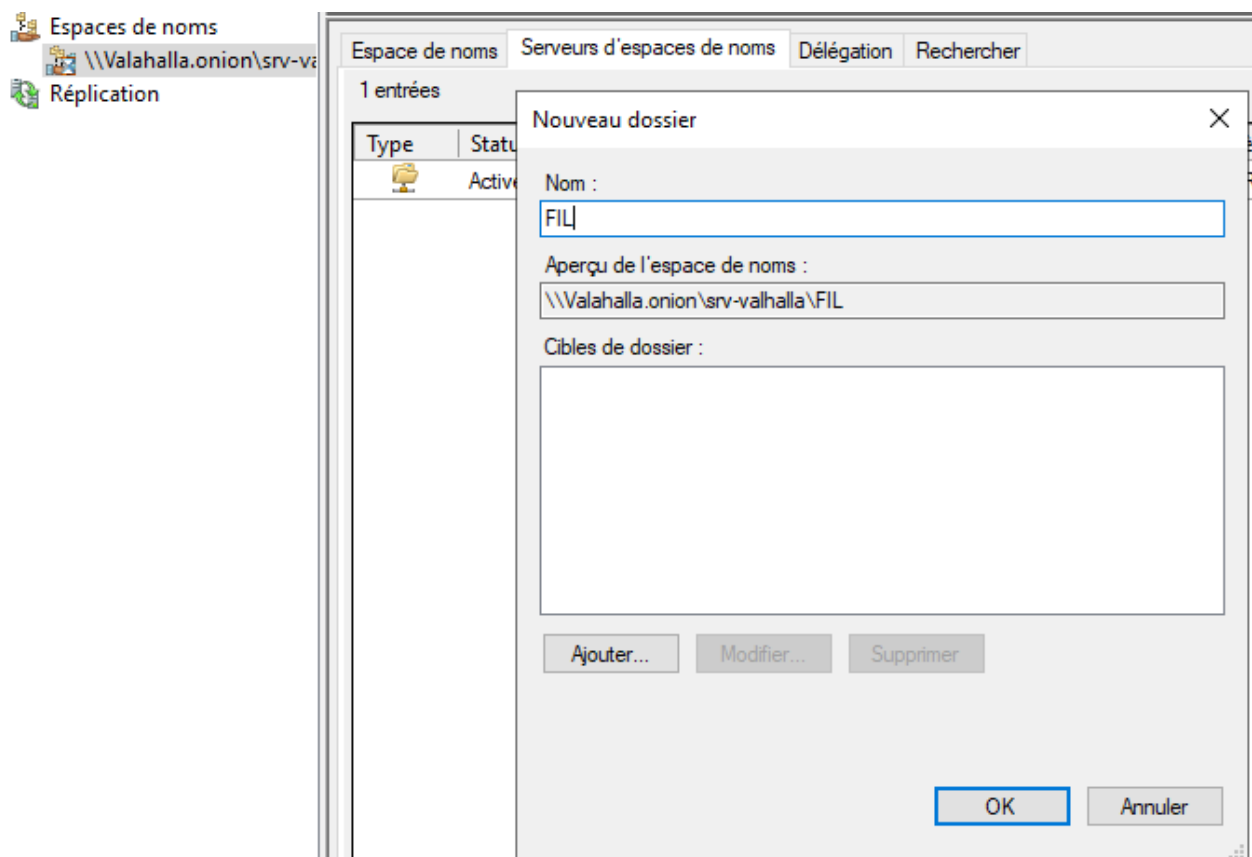 Espaces de noms
\\Valahalla.onion\srv-va
Réplication
Espace de noms
Serveurs d'espaces de noms
Délégation
Rechercher
1 entrées
Type
Statu
Active
Nouveau dossier
Nom :
FIL
Aperçu de l'espace de noms :
\\Valahalla.onion\srv-valhalla\FIL
Cibles de dossier :
Ajouter...
Modifier...
Supprimer
OK
Annuler